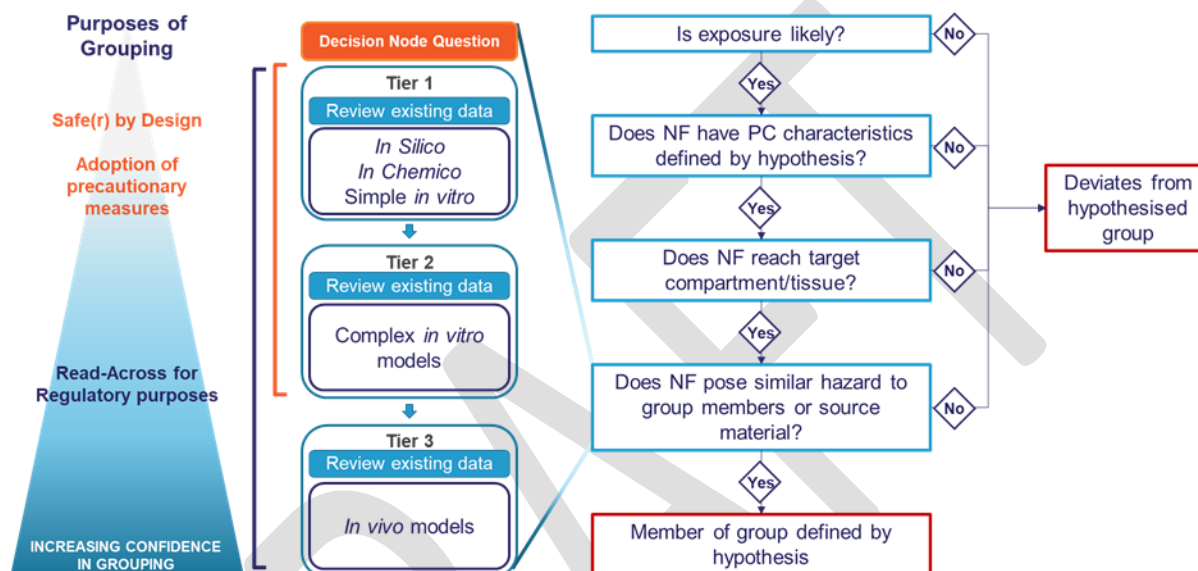 Purposes of
Grouping
Safe(r) by Design
Adoption of
precautionary
measures
Read-Across for
Regulatory purposes
INCREASING CONFIDENCE
IN GROUPING
Decision Node Question
Tier 1
Review existing data
In Silico
In Chemico
Simple in vitro
Tier 2
Review existing data
Complex in vitro
models
Tier 3
Review existing data
In vivo models
Is exposure likely?
No
Yes
Does NF have PC characteristics
defined by hypothesis?
No
Yes
Does NF reach target
compartment/tissue?
No
Yes
Does NF pose similar hazard to
group members or source
material?
No
Yes
Member of group defined by
hypothesis
Deviates from
hypothesised
group
DRAFT